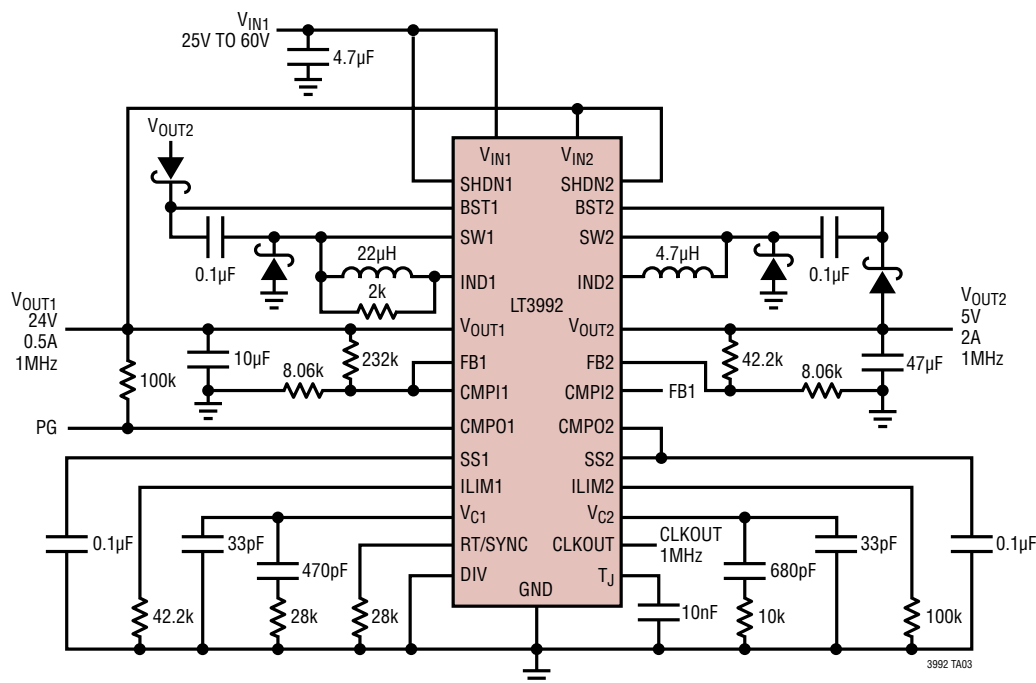 VIN1
25V TO 60V
4.7µF
VOUT2
VIN1
VIN2
SHDN1
SHDN2
BST1
BST2
SW1
SW2
0.1µF
22µH
2k
IND1
4.7µH
IND2
0.1µF
LT3992
VOUT1
24V
0.5A
1MHz
VOUT1
VOUT2
VOUT2
5V
2A
1MHz
100k
10µF
232k
8.06k
FB1
FB2
42.2k
8.06k
47µF
CMPI1
CMPI2
FB1
PG
CMPO1
CMPO2
SS1
SS2
ILIM1
ILIM2
VC1
VC2
0.1µF
33pF
470pF
RT/SYNC
CLKOUT
CLKOUT
1MHz
680pF
33pF
0.1µF
DIV
TJ
GND
42.2k
28k
28k
10nF
10k
100k
3992 TA03